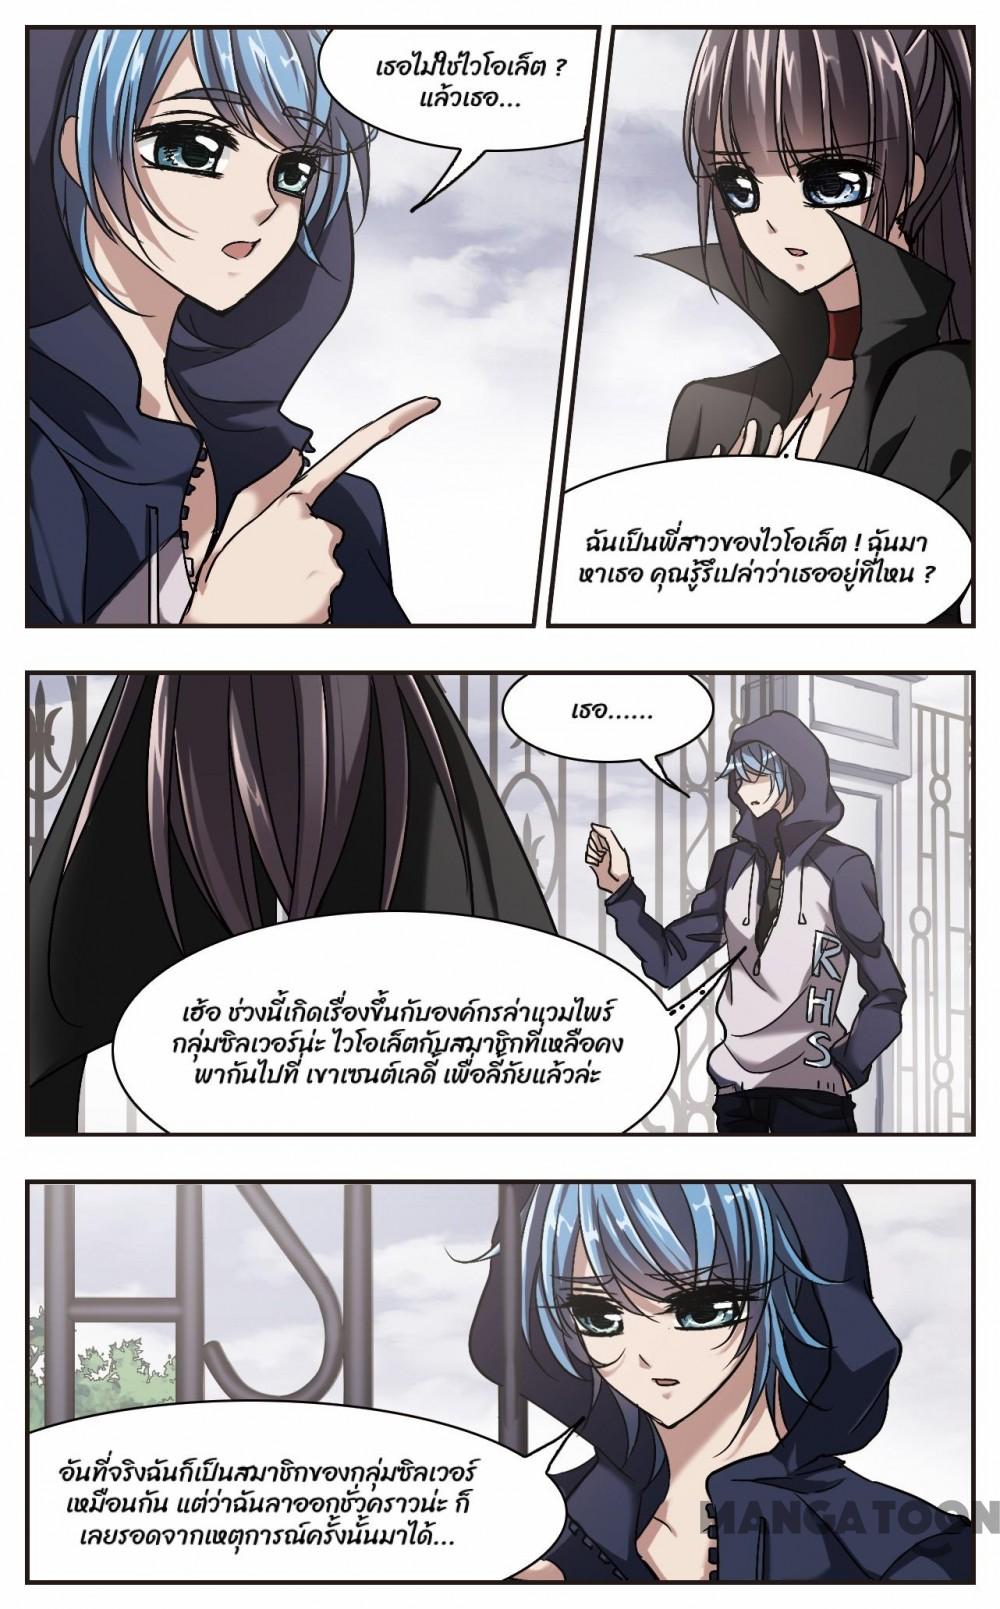 เธอไม่ใช่ไวโอเล็ต ?
แล้วเธอ...
ฉันเป็นพี่สาวของไวโอเล็ต ! ฉันมา
หาเธอ คุณรู้รึเปล่าว่าเธออยู่ที่ไหน ?
เธอ......
RHS
เฮ้อ ช่วงนี้เกิดเรื่องขึ้นกับองค์กรล่าแวมไพร์
กลุ่มซิลเวอร์น่ะ ไวโอเล็ตกับสมาชิกที่เหลือคง
พากันไปที่ เขาเซนต์เลดี้ เพื่อลี้ภัยแล้วล่ะ
อันที่จริงฉันก็เป็นสมาชิกของกลุ่มซิลเวอร์
เหมือนกัน แต่ว่าฉันลาออกชั่วคราวน่ะ ก็
เลยรอดจากเหตุการณ์ครั้งนั้นมาได้...
MANGATOON